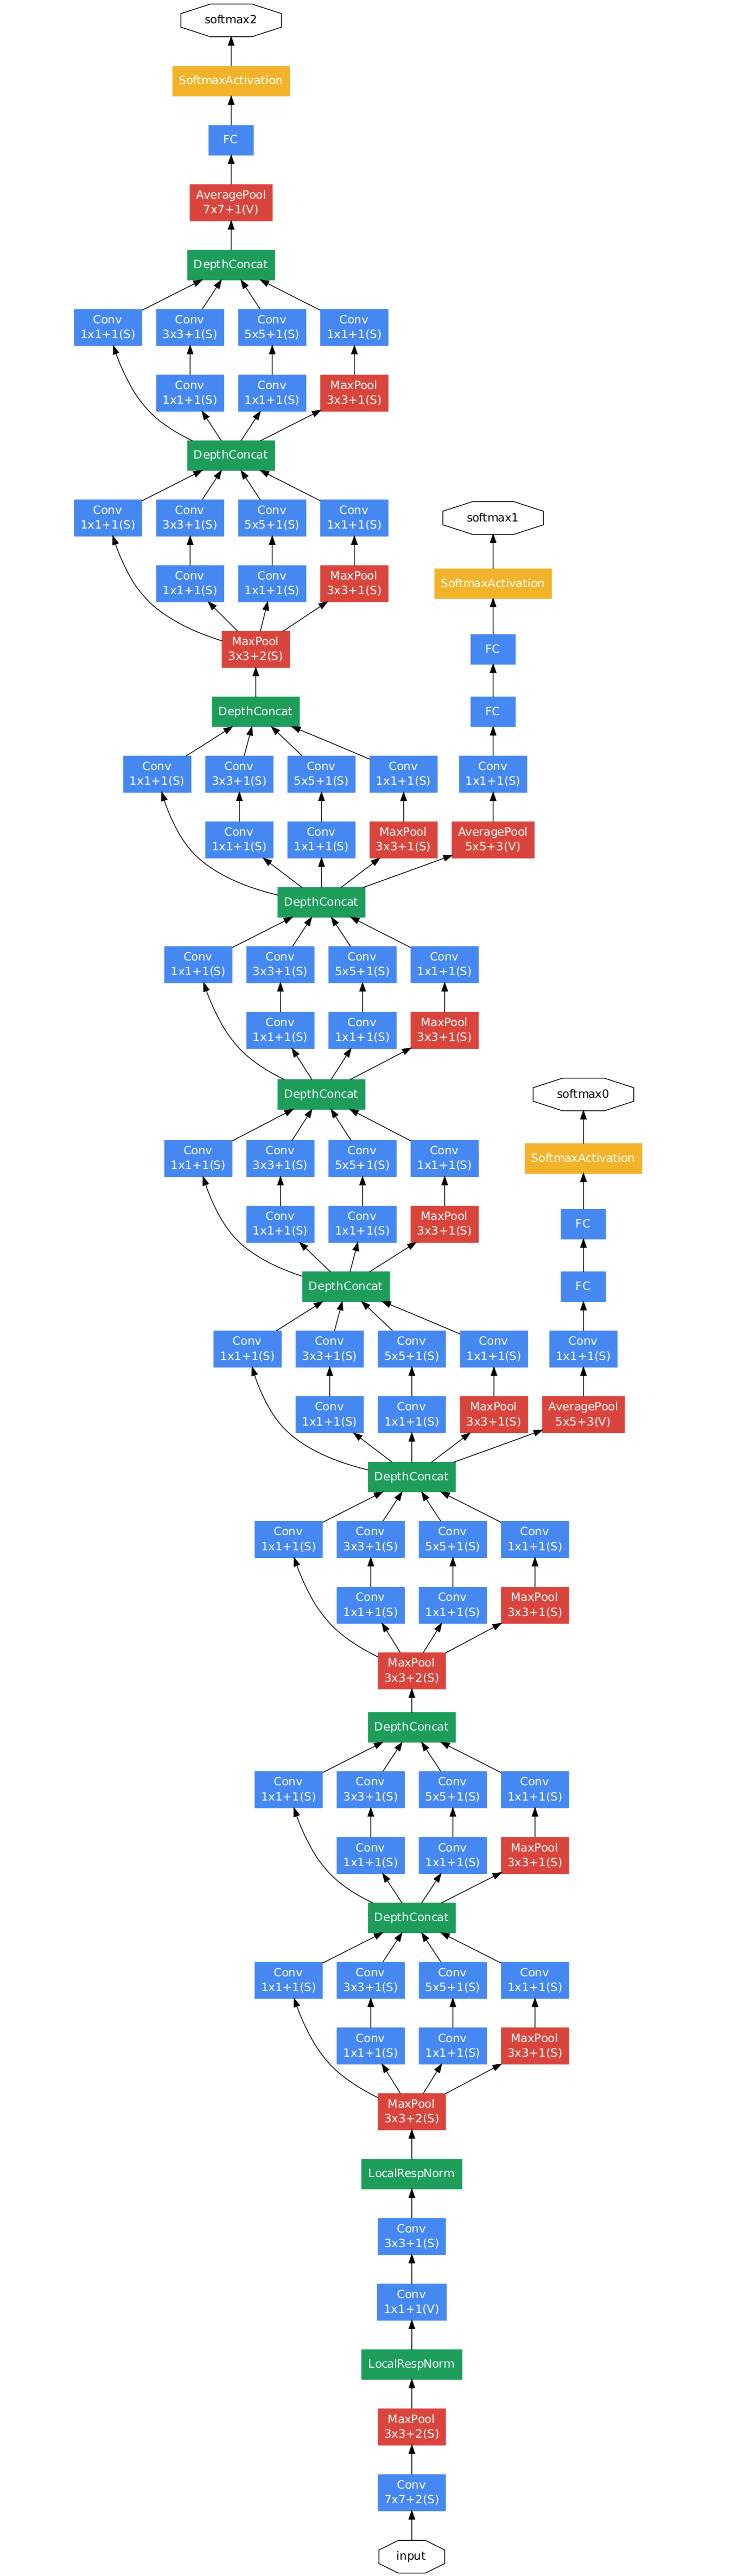 softmax2
SoftmaxActivation
FC
AveragePool
7x7+1(V)
DepthConcat
Conv
1x1+1(S)
Conv
3x3+1(S)
Conv
5x5+1(S)
Conv
1x1+1(S)
Conv
1x1+1(S)
Conv
1x1+1(S)
MaxPool
3x3+1(S)
DepthConcat
Conv
1x1+1(S)
Conv
3x3+1(S)
Conv
5x5+1(S)
Conv
1x1+1(S)
softmax1
Conv
1x1+1(S)
Conv
1x1+1(S)
MaxPool
3x3+1(S)
SoftmaxActivation
MaxPool
3x3+2(S)
FC
DepthConcat
FC
Conv
1x1+1(S)
Conv
3x3+1(S)
Conv
5x5+1(S)
Conv
1x1+1(S)
Conv
1x1+1(S)
Conv
1x1+1(S)
Conv
1x1+1(S)
MaxPool
3x3+1(S)
AveragePool
5x5+3(V)
DepthConcat
Conv
1x1+1(S)
Conv
3x3+1(S)
Conv
5x5+1(S)
Conv
1x1+1(S)
Conv
1x1+1(S)
Conv
1x1+1(S)
MaxPool
3x3+1(S)
DepthConcat
softmax0
Conv
1x1+1(S)
Conv
3x3+1(S)
Conv
5x5+1(S)
Conv
1x1+1(S)
SoftmaxActivation
Conv
1x1+1(S)
Conv
1x1+1(S)
MaxPool
3x3+1(S)
FC
DepthConcat
FC
Conv
1x1+1(S)
Conv
3x3+1(S)
Conv
5x5+1(S)
Conv
1x1+1(S)
Conv
1x1+1(S)
Conv
1x1+1(S)
Conv
1x1+1(S)
MaxPool
3x3+1(S)
AveragePool
5x5+3(V)
DepthConcat
Conv
1x1+1(S)
Conv
3x3+1(S)
Conv
5x5+1(S)
Conv
1x1+1(S)
Conv
1x1+1(S)
Conv
1x1+1(S)
MaxPool
3x3+1(S)
MaxPool
3x3+2(S)
DepthConcat
Conv
1x1+1(S)
Conv
3x3+1(S)
Conv
5x5+1(S)
Conv
1x1+1(S)
Conv
1x1+1(S)
Conv
1x1+1(S)
MaxPool
3x3+1(S)
DepthConcat
Conv
1x1+1(S)
Conv
3x3+1(S)
Conv
5x5+1(S)
Conv
1x1+1(S)
Conv
1x1+1(S)
Conv
1x1+1(S)
MaxPool
3x3+1(S)
MaxPool
3x3+2(S)
LocalRespNorm
Conv
3x3+1(S)
Conv
1x1+1(V)
LocalRespNorm
MaxPool
3x3+2(S)
Conv
7x7+2(S)
input